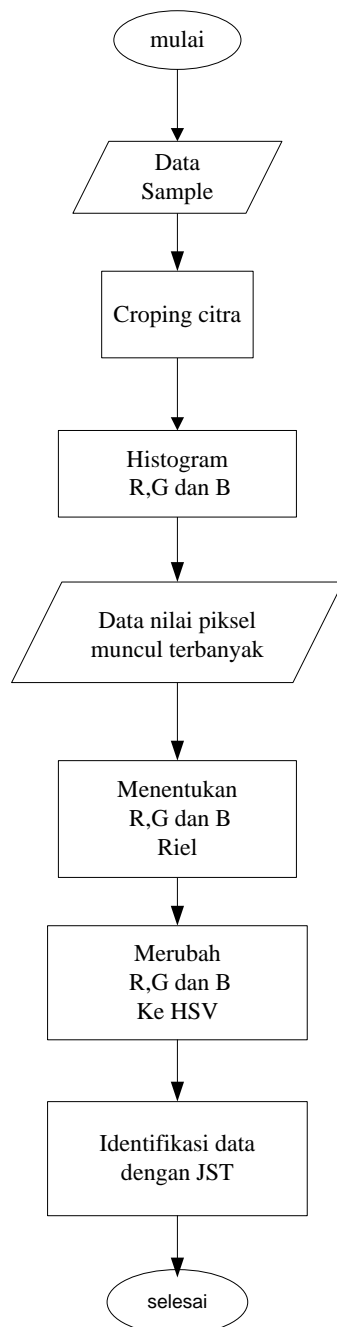 mulai
Data
Sample
Croping citra
Histogram
R,G dan B
Data nilai piksel
muncul terbanyak
Menentukan
R,G dan B
Riel
Merubah
R,G dan B
Ke HSV
Identifikasi data
dengan JST
selesai